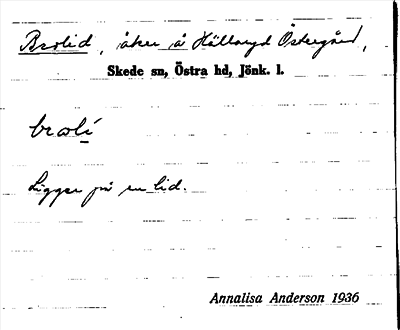 Brolid, åker å Hällaryd Östergård,
Skede sn, Östra hd, Jönk. l.
brolí
Ligger på en lid.
Annalisa Anderson 1936